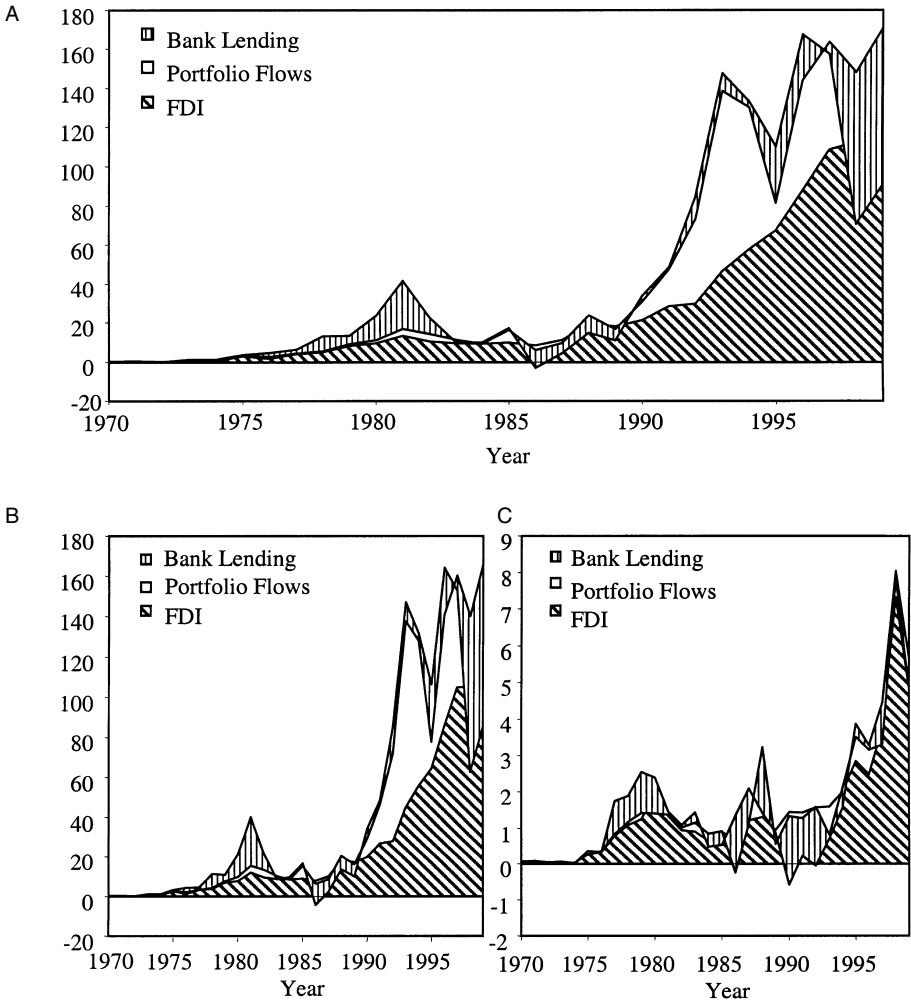 A
180
160
140
120
100
80
60
40
20
0
-20
Bank Lending
Portfolio Flows
FDI
1970 1975 1980 1985 1990 1995
Year
B
180
160
140
120
100
80
60
40
20
0
-20
Bank Lending
Portfolio Flows
FDI
1970 1975 1980 1985 1990 1995
Year
C
9
8
7
6
5
4
3
2
1
0
-1
-2
Bank Lending
Portfolio Flows
FDI
1970 1975 1980 1985 1990 1995
Year